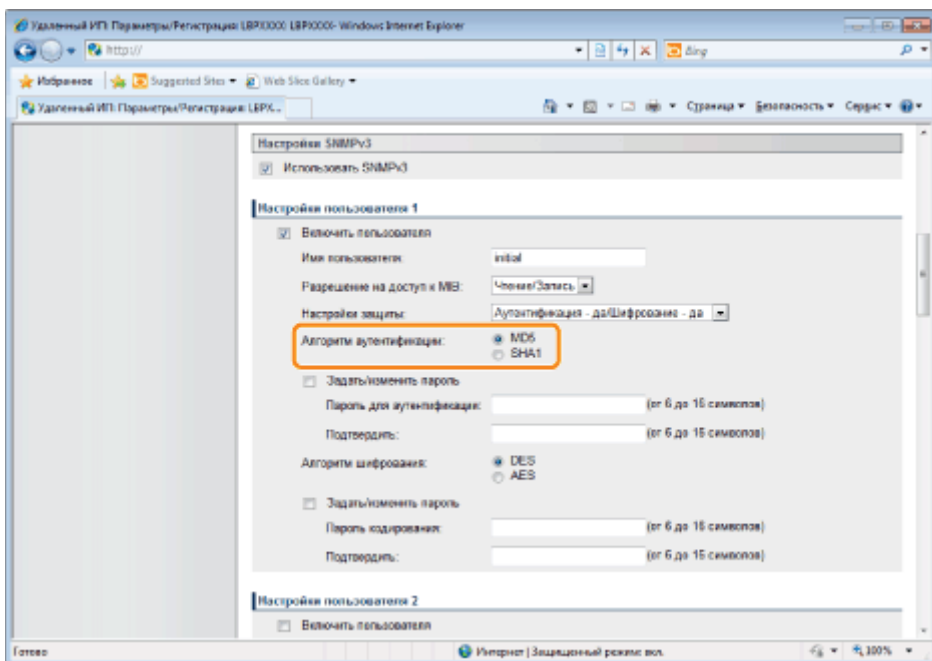 Удаленный ИП: Параметры/Регистрация: LBPXXXX: LBPXXXX- Windows Internet Explorer
http://
Bing
Избранное Suggested Sites Web Slice Gallery
Удаленный ИП: Параметры/Регистрация: LBPX... Страница Безопасность Сервис
Настройки SNMPv3
Использовать SNMPv3
Настройки пользователя 1
Включить пользователя
Имя пользователя: initial
Разрешение на доступ к MIB: Чтение/Запись
Настройки защиты: Аутентификация - да/Шифрование - да
Алгоритм аутентификации: MD5
SHA1
Задать/изменить пароль
Пароль для аутентификации: (от 6 до 16 символов)
Подтвердить: (от 6 до 16 символов)
Алгоритм шифрования: DES
AES
Задать/изменить пароль
Пароль кодирования: (от 6 до 16 символов)
Подтвердить: (от 6 до 16 символов)
Настройки пользователя 2
Включить пользователя
Готово Интернет | Защищенный режим: вкл. 100%